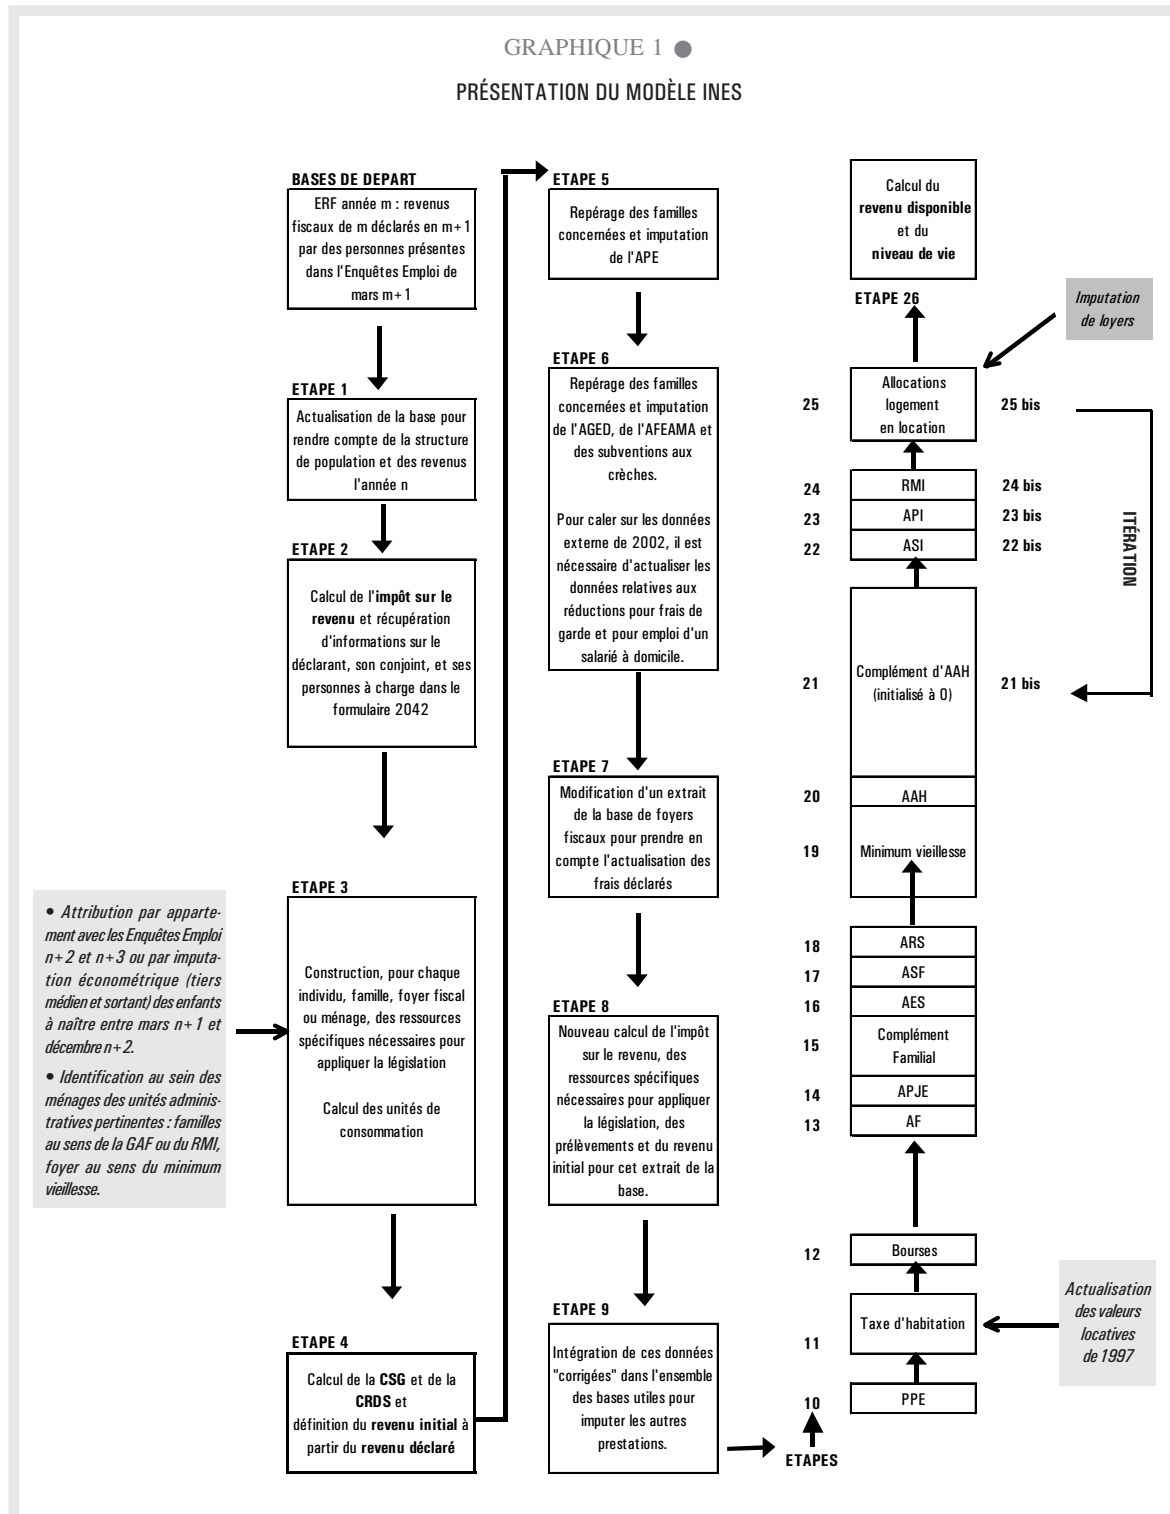 GRAPHIQUE 1 ●
PRÉSENTATION DU MODÈLE INES
BASES DE DEPART
ERF année m : revenus
fiscaux de m déclarés en m+1
par des personnes présentes
dans l'Enquêtes Emploi de
mars m+1
ETAPE 1
Actualisation de la base pour
rendre compte de la structure
de population et des revenus
l'année n
ETAPE 2
Calcul de l'impôt sur le
revenu et récupération
d'informations sur le
déclarant, son conjoint, et ses
personnes à charge dans le
formulaire 2042
• Attribution par apparte-
ment avec les Enquêtes Emploi
n+2 et n+3 ou par imputa-
tion économétrique (tiers
médien et sortant) des enfants
à naître entre mars n+1 et
décembre n+2.
• Identification au sein des
ménages des unités adminis-
tratives pertinentes : familles
au sens de la GAF ou du RMI,
foyer au sens du minimum
vieillesse.
ETAPE 3
Construction, pour chaque
individu, famille, foyer fiscal
ou ménage, des ressources
spécifiques nécessaires pour
appliquer la législation
Calcul des unités de
consommation
ETAPE 4
Calcul de la CSG et de la
CRDS et
définition du revenu initial à
partir du revenu déclaré
ETAPE 5
Repérage des familles
concernées et imputation
de l'APE
ETAPE 6
Repérage des familles
concernées et imputation
de l'AGED, de l'AFEAMA et
des subventions aux
crèches.
Pour caler sur les données
externe de 2002, il est
nécessaire d'actualiser les
données relatives aux
réductions pour frais de
garde et pour emploi d'un
salarié à domicile.
ETAPE 7
Modification d'un extrait
de la base de foyers
fiscaux pour prendre en
compte l'actualisation des
frais déclarés
ETAPE 8
Nouveau calcul de l'impôt
sur le revenu, des
ressources spécifiques
nécessaires pour appliquer
la législation, des
prélèvements et du revenu
initial pour cet extrait de la
base.
ETAPE 9
Intégration de ces données
"corrigées" dans l'ensemble
des bases utiles pour
imputer les autres
prestations.
Calcul du
revenu disponible
et du
niveau de vie
ETAPE 26
Imputation
de loyers
25
Allocations
logement
en location
25 bis
24
RMI
24 bis
23
API
23 bis
22
ASI
22 bis
ITÉRATION
21
Complément d'AAH
(initialisé à 0)
21 bis
20
AAH
19
Minimum vieillesse
18
ARS
17
ASF
16
AES
15
Complément
Familial
14
APJE
13
AF
12
Bourses
11
Taxe d'habitation
Actualisation
des valeurs
locatives
de 1997
10
PPE
ETAPES